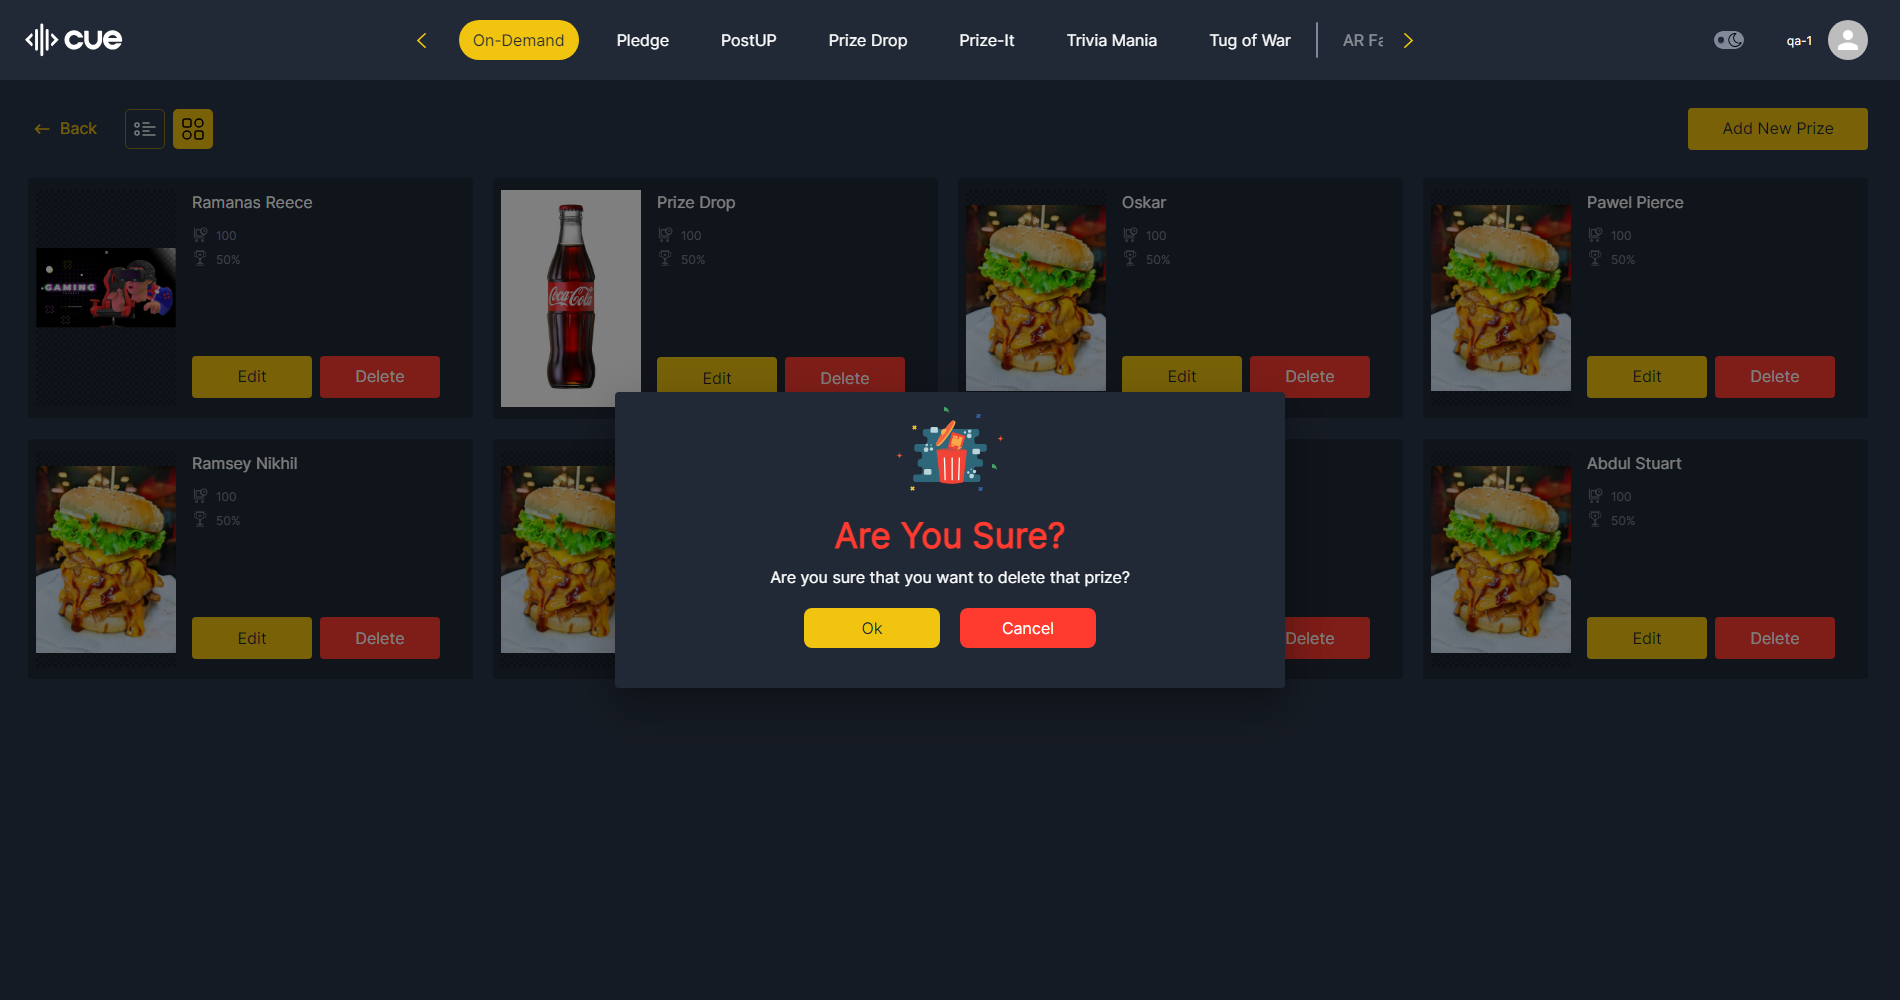 cue
On-Demand
Pledge
PostUP
Prize Drop
Prize-It
Trivia Mania
Tug of War
AR Fa
qa-1
Back
Add New Prize
Ramanas Reece
100
50%
GAMING
Edit
Delete
Prize Drop
100
50%
Coca-Cola
Edit
Delete
Oskar
100
50%
Edit
Delete
Pawel Pierce
100
50%
Edit
Delete
Ramsey Nikhil
100
50%
Edit
Delete
Delete
Abdul Stuart
100
50%
Edit
Delete
Are You Sure?
Are you sure that you want to delete that prize?
Ok
Cancel